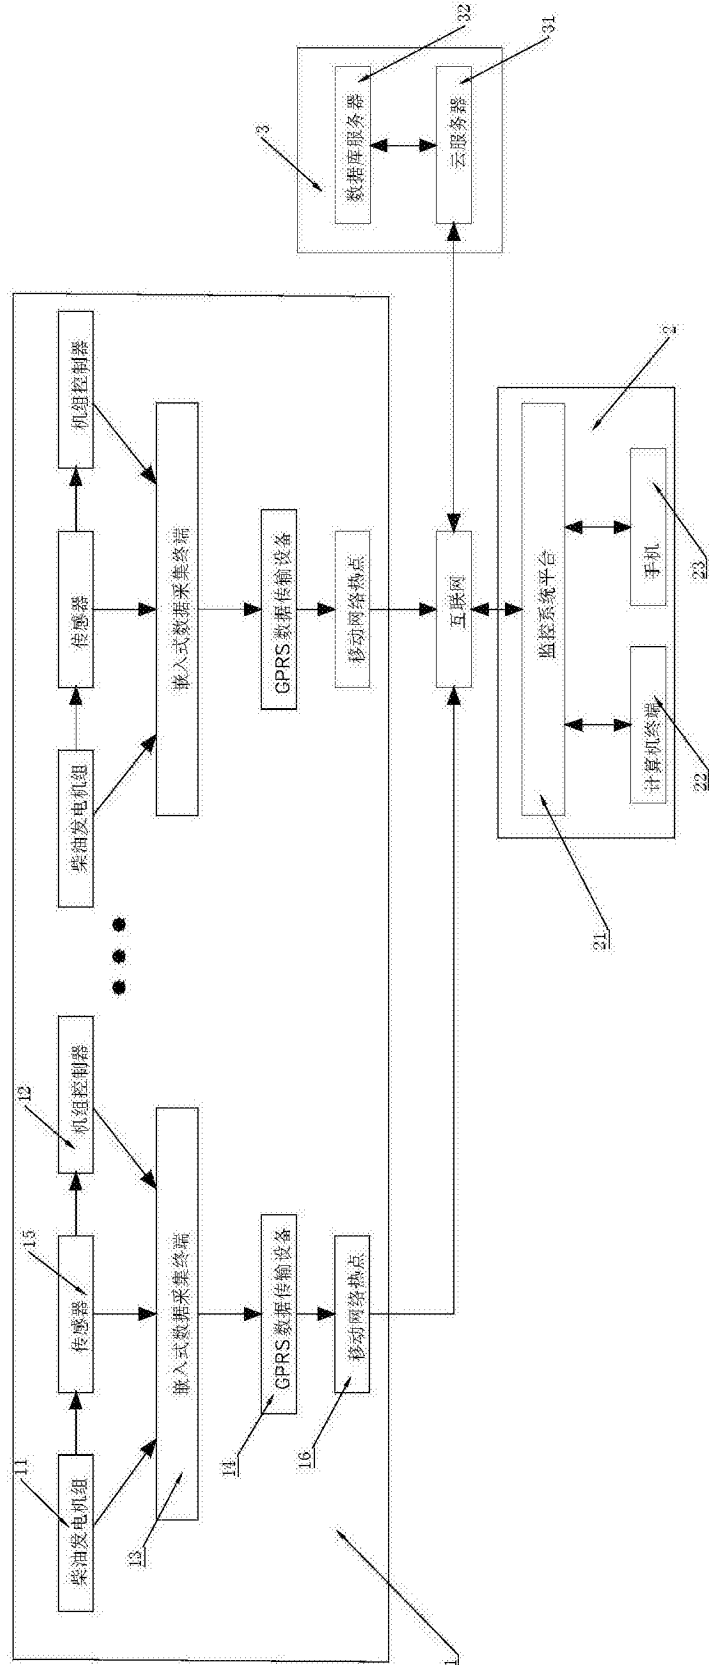 11
柴油发电机组
15
传感器
12
机组控制器
柴油发电机组
传感器
机组控制器
13
嵌入式数据采集终端
嵌入式数据采集终端
14
GPRS数据传输设备
GPRS数据传输设备
16
移动网络热点
移动网络热点
1
互联网
3
数据库服务器
32
云服务器
31
2
21
监控系统平台
计算机终端
22
手机
23